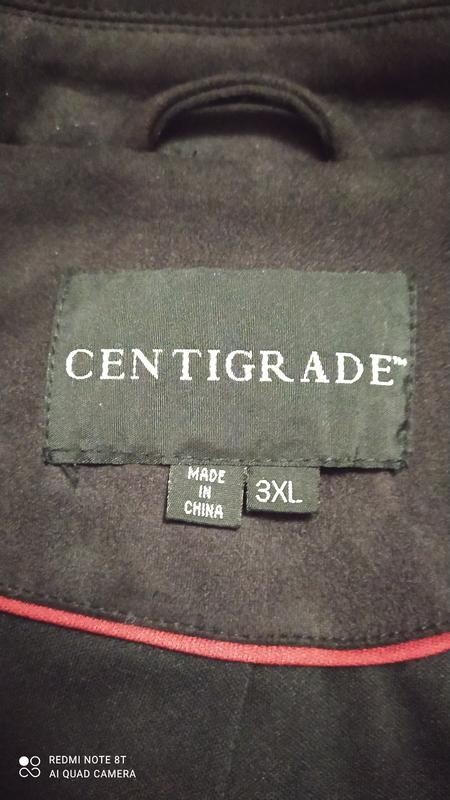 CENTIGRADE™
MADE
IN
CHINA
3XL
REDMI NOTE 8T
AI QUAD CAMERA